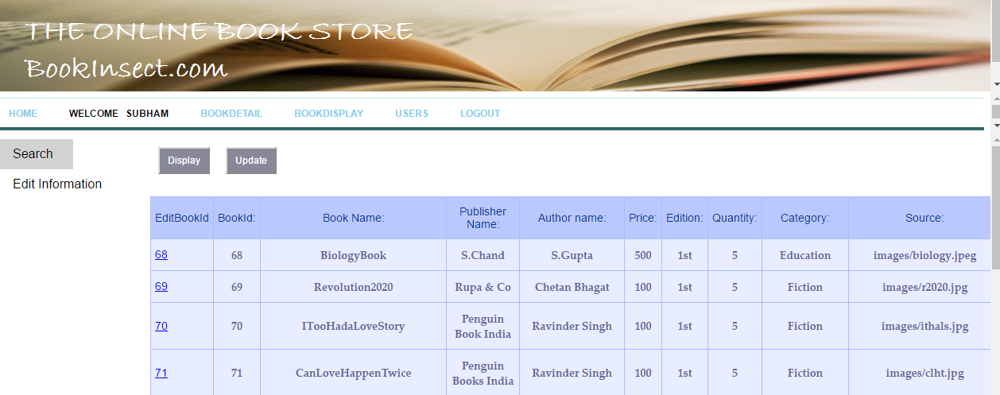 THE ONLINE BOOK STORE
BookInsect.com
HOME WELCOME SUBHAM BOOKDETAIL BOOKDISPLAY USERS LOGOUT
Search
Edit Information
Display Update
EditBookId BookId: Book Name: Publisher Name: Author name: Price: Edition: Quantity: Category: Source:
68 68 BiologyBook S.Chand S.Gupta 500 1st 5 Education images/biology.jpeg
69 69 Revolution2020 Rupa & Co Chetan Bhagat 100 1st 5 Fiction images/r2020.jpg
70 70 ITooHadaLoveStory Penguin Book India Ravinder Singh 100 1st 5 Fiction images/ithals.jpg
71 71 CanLoveHappenTwice Penguin Books India Ravinder Singh 100 1st 5 Fiction images/clht.jpg